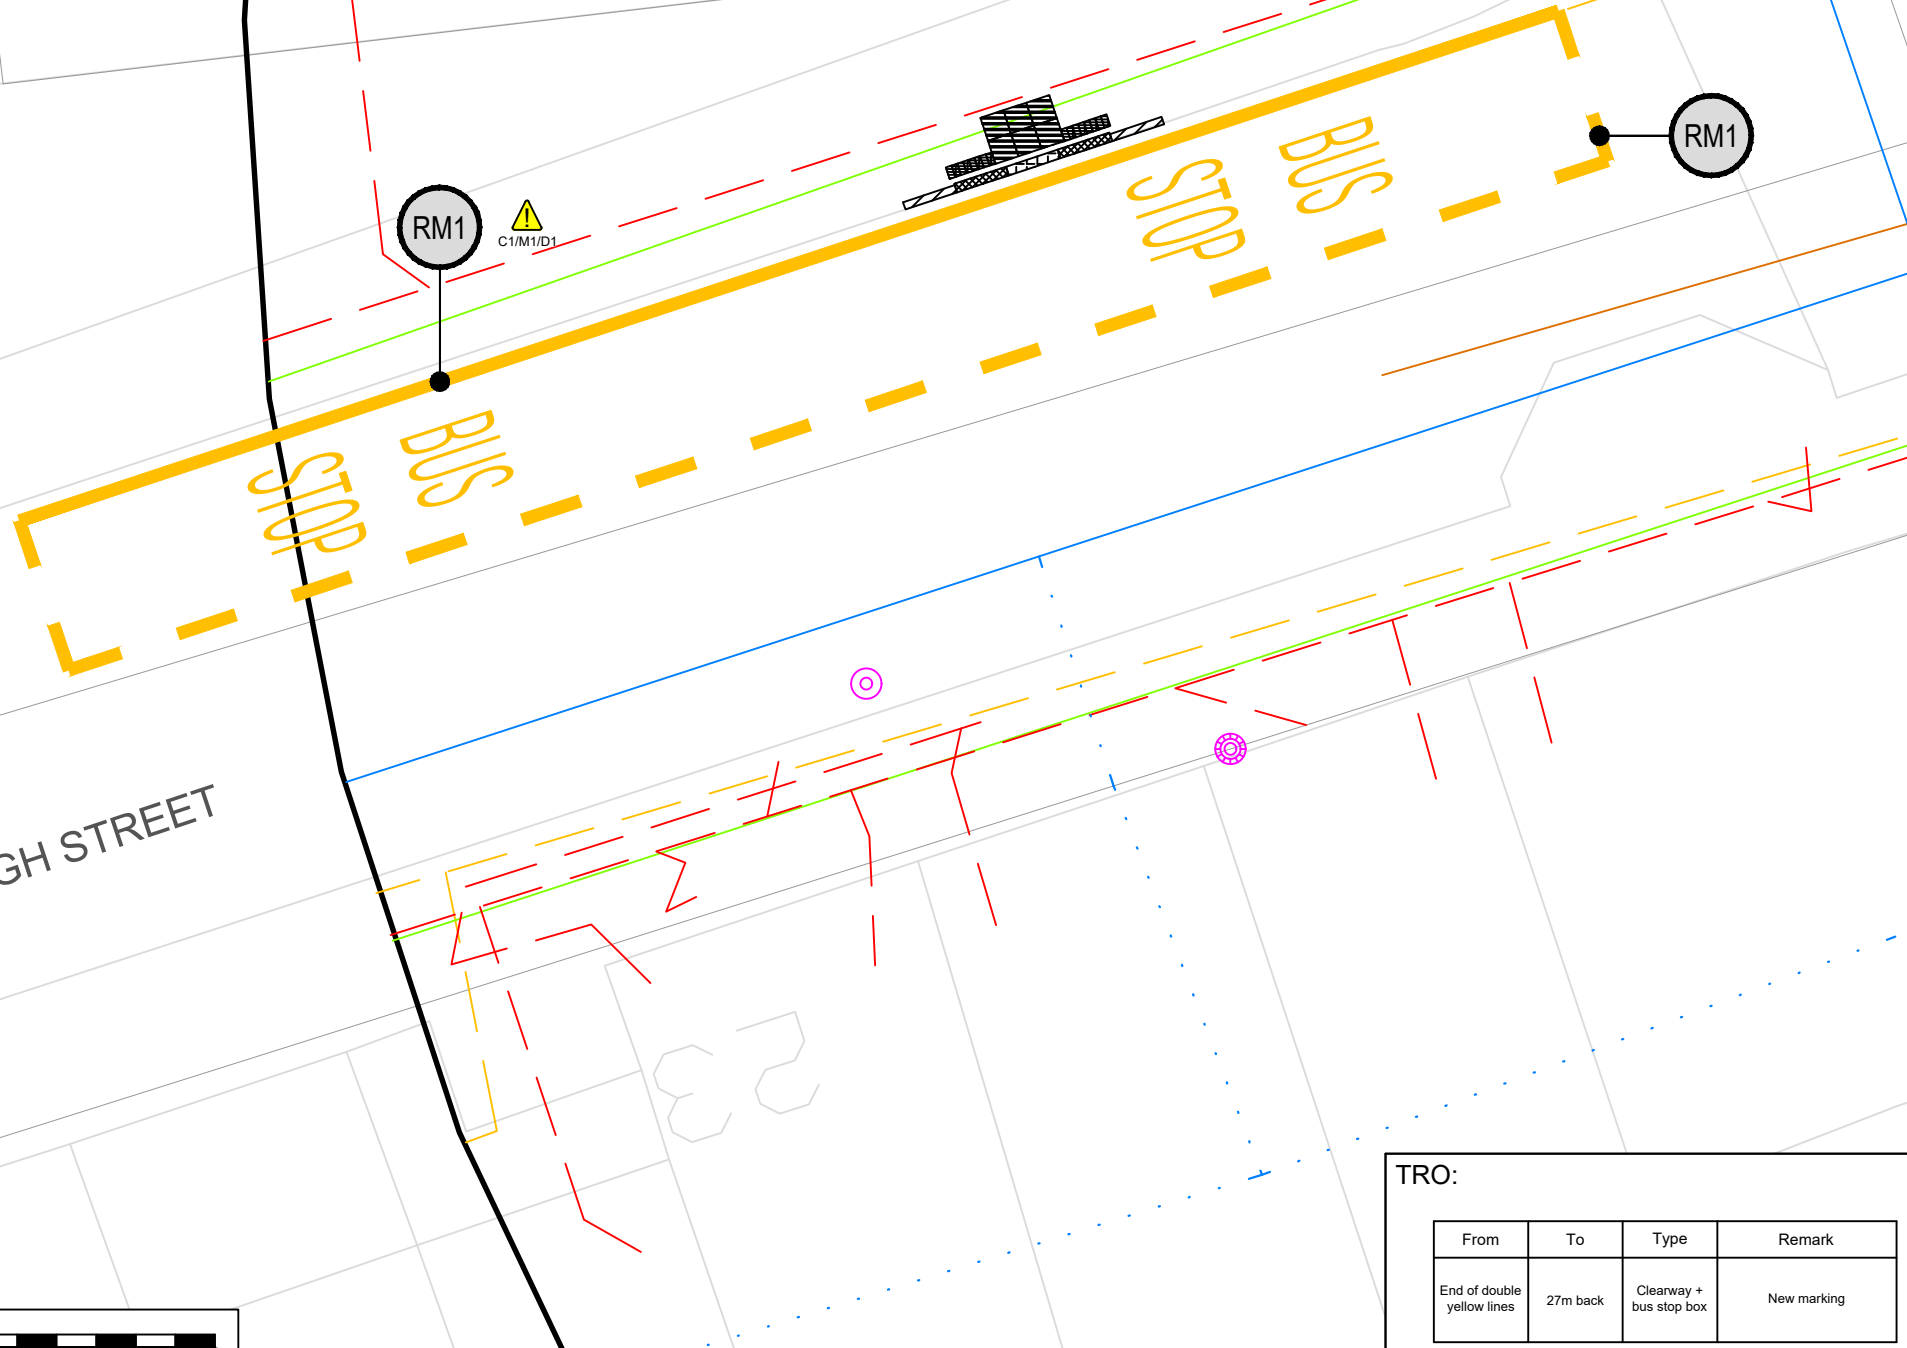 BUS
STOP
RM1
RM1
C1/M1/D1
BUS
STOP
GH STREET
TRO:
From To Type Remark
End of double yellow lines 27m back Clearway + bus stop box New marking